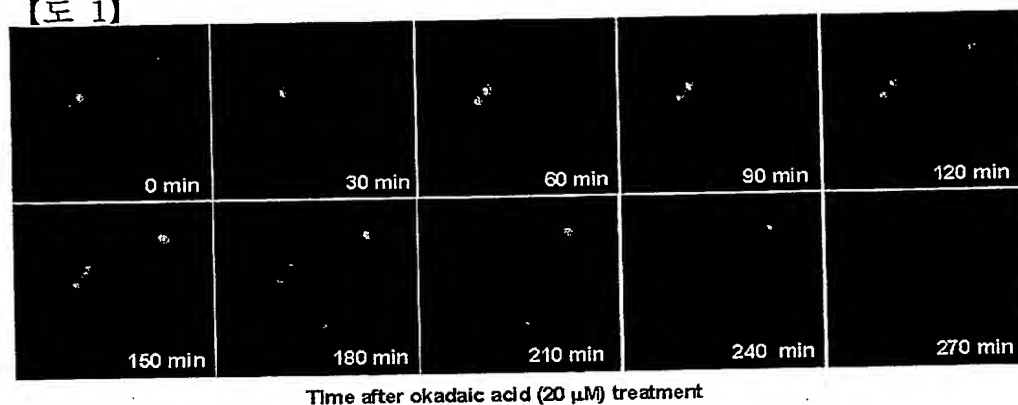 【도 1】
0 min
30 min
60 min
90 min
120 min
150 min
180 min
210 min
240 min
270 min
Time after okadaic acid (20 µM) treatment